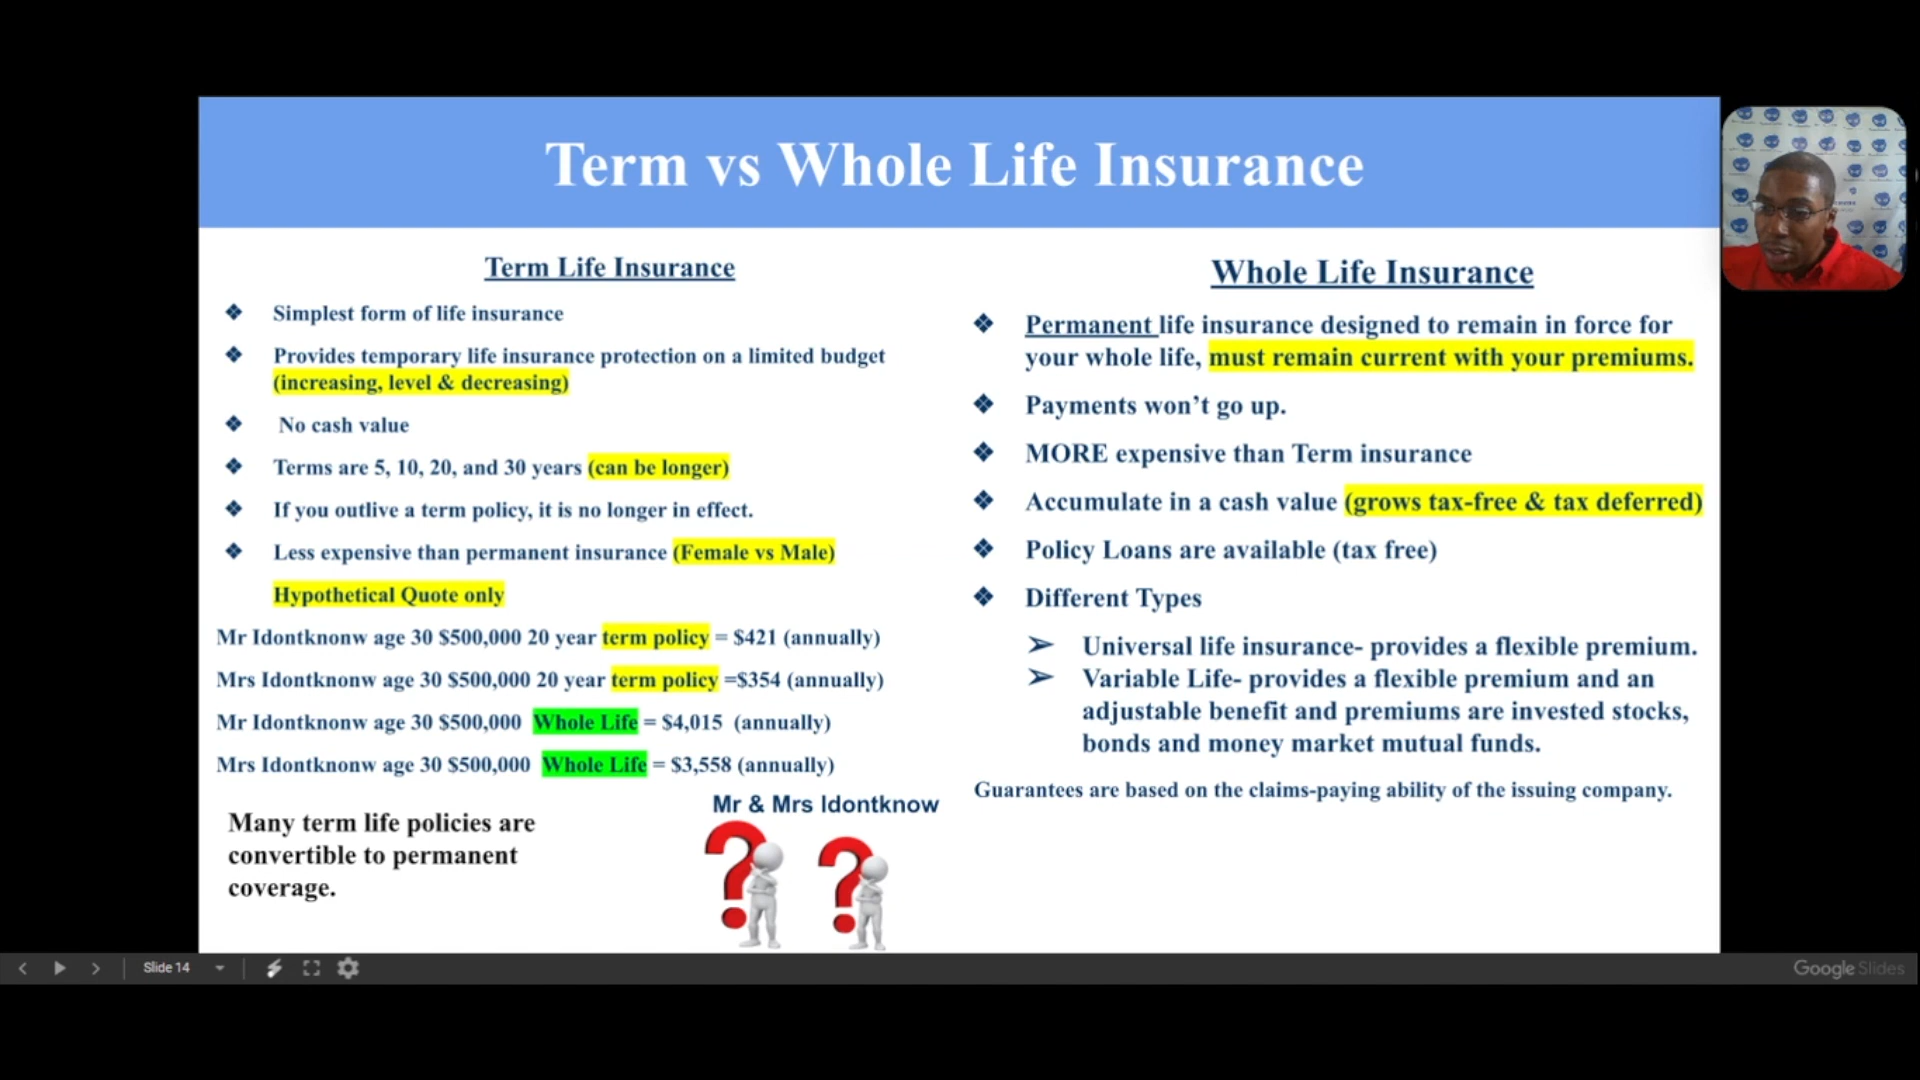 Term vs Whole Life Insurance
Term Life Insurance
❖ Simplest form of life insurance
❖ Provides temporary life insurance protection on a limited budget
(increasing, level & decreasing)
❖ No cash value
❖ Terms are 5, 10, 20, and 30 years (can be longer)
❖ If you outlive a term policy, it is no longer in effect.
❖ Less expensive than permanent insurance (Female vs Male)
Hypothetical Quote only
Mr Idontknonw age 30 $500,000 20 year term policy = $421 (annually)
Mrs Idontknonw age 30 $500,000 20 year term policy =$354 (annually)
Mr Idontknonw age 30 $500,000 Whole Life = $4,015 (annually)
Mrs Idontknonw age 30 $500,000 Whole Life = $3,558 (annually)
Many term life policies are
convertible to permanent
coverage.
Mr & Mrs Idontknow
Whole Life Insurance
❖ Permanent life insurance designed to remain in force for
your whole life, must remain current with your premiums.
❖ Payments won’t go up.
❖ MORE expensive than Term insurance
❖ Accumulate in a cash value (grows tax-free & tax deferred)
❖ Policy Loans are available (tax free)
❖ Different Types
➢ Universal life insurance- provides a flexible premium.
➢ Variable Life- provides a flexible premium and an
adjustable benefit and premiums are invested stocks,
bonds and money market mutual funds.
Guarantees are based on the claims-paying ability of the issuing company.
Slide 14
Google Slides